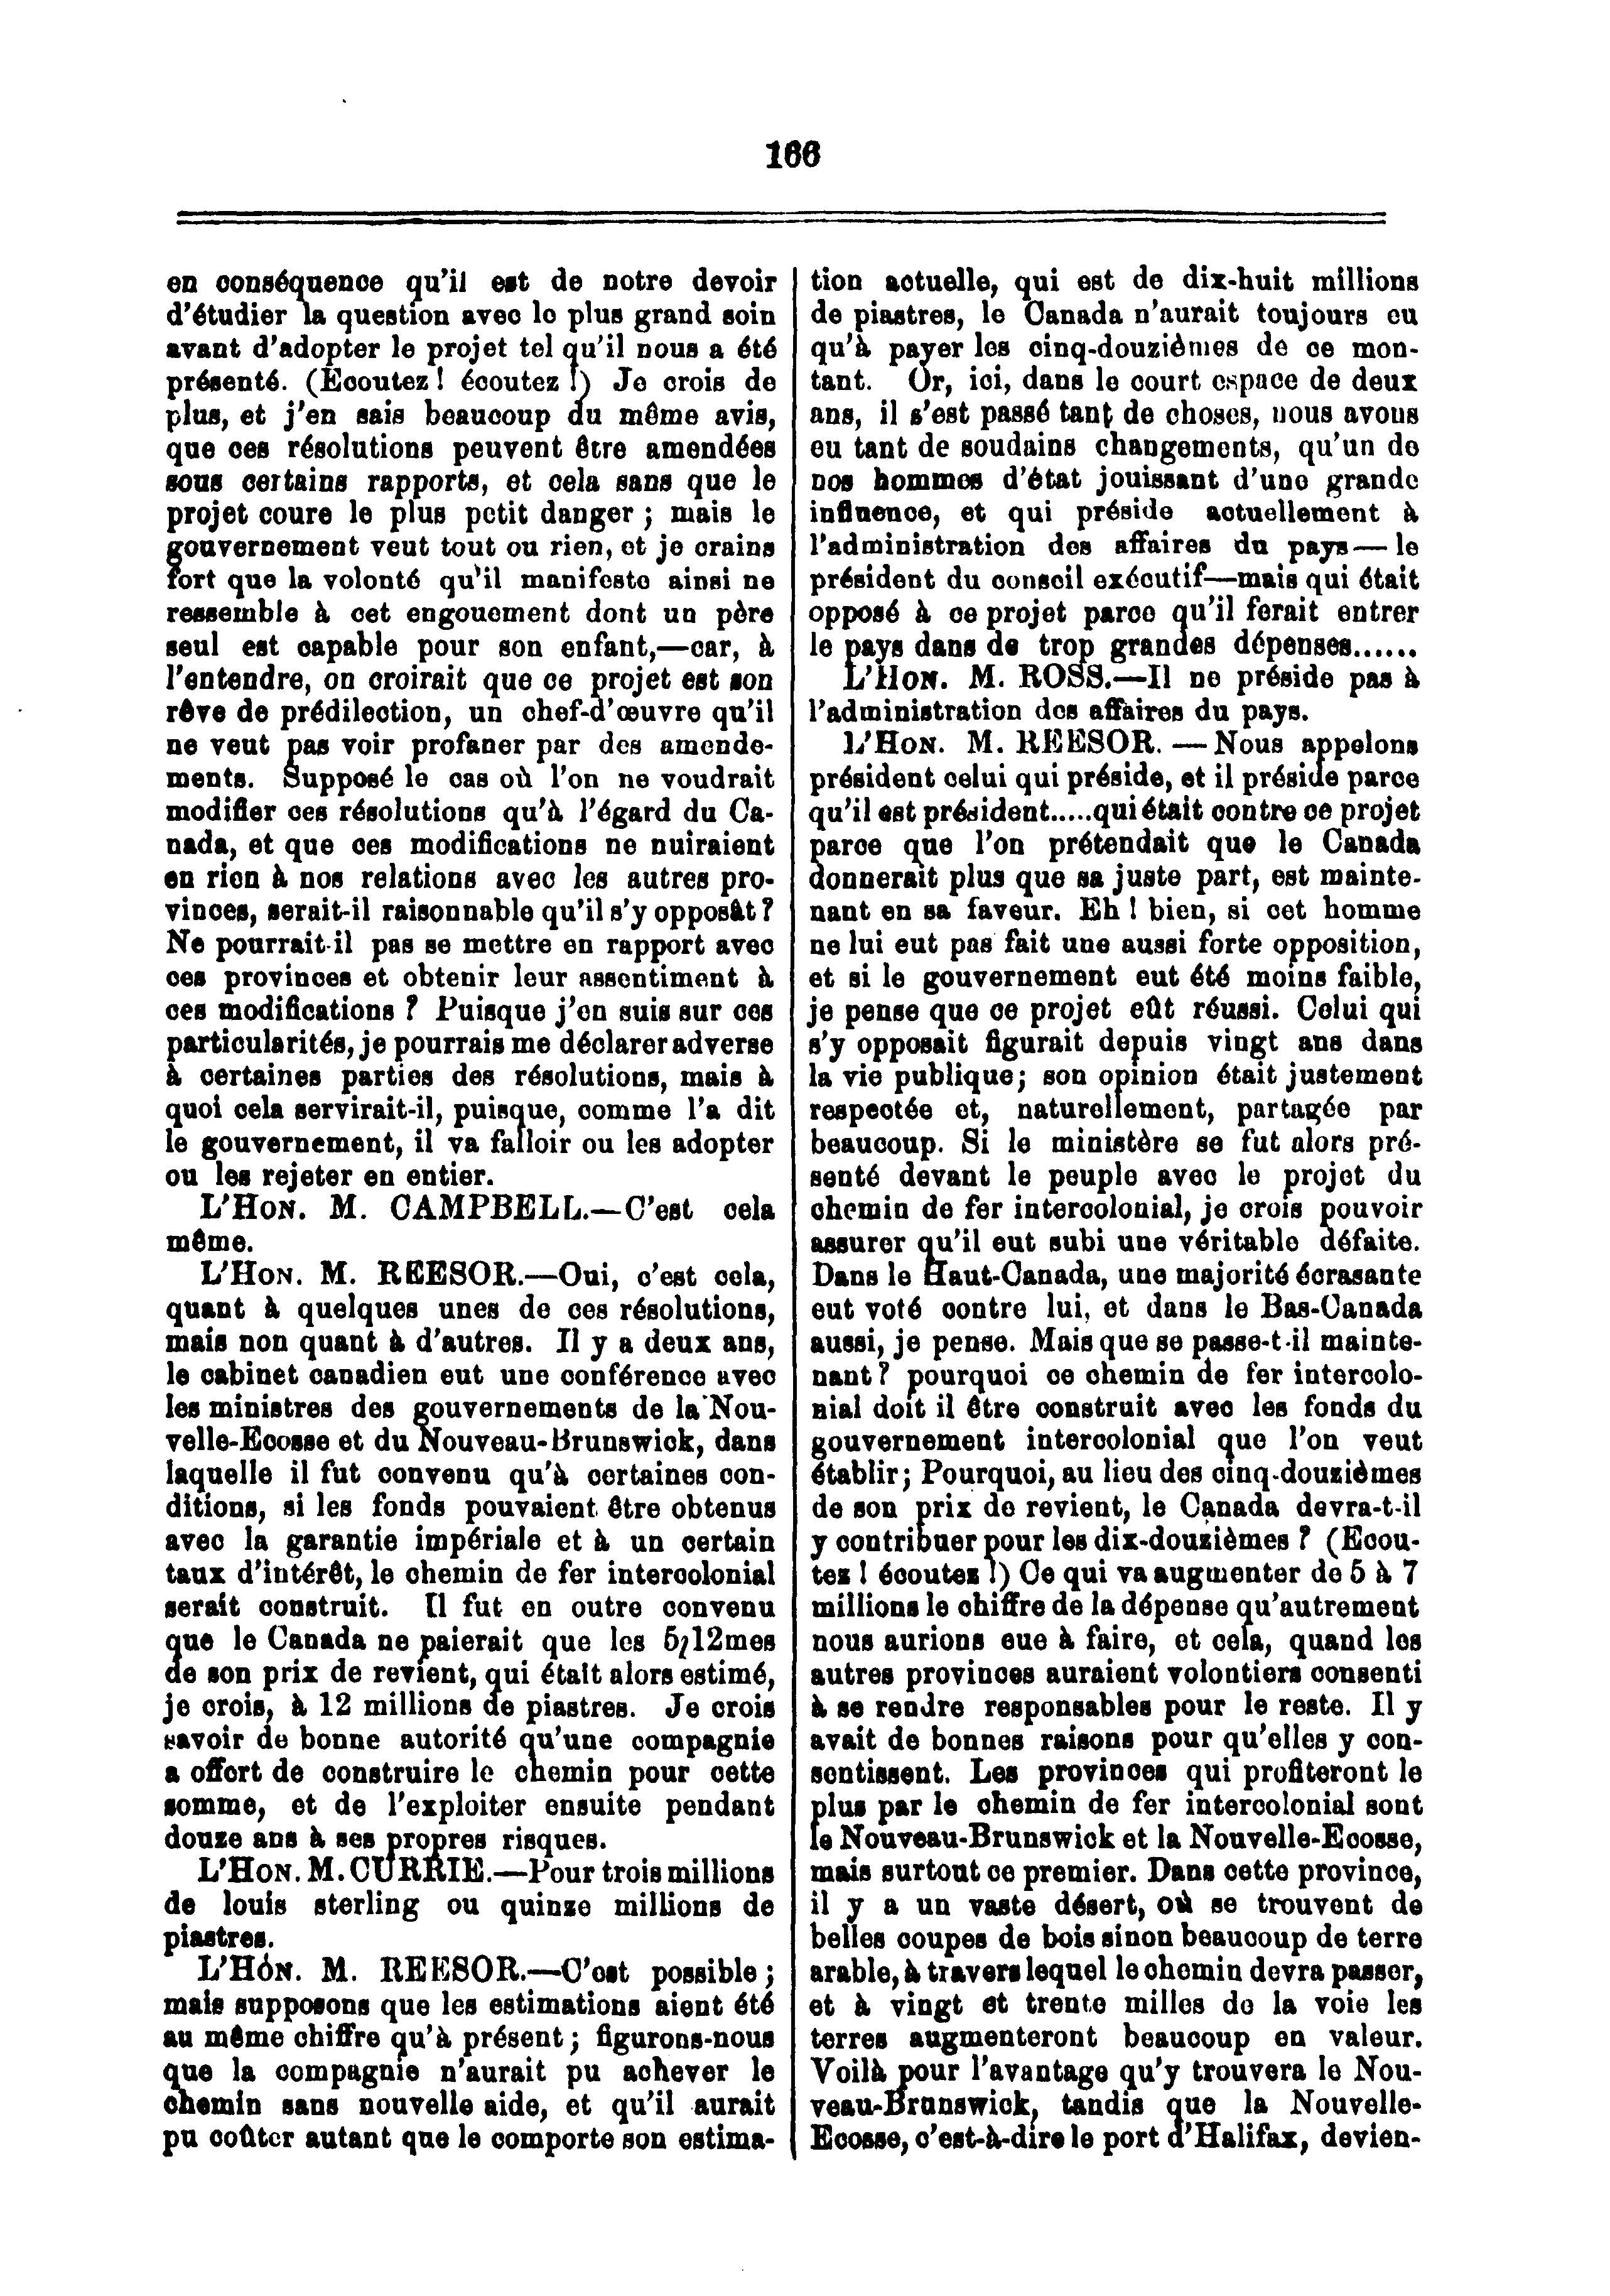 166
en conséquence qu'il est de notre devoir
d'étudier la question avec le plus grand soin
avant d'adopter le projet tel qu'il nous a été
présenté. (Ecoutez! écoutez!) Je crois de
plus, et j'en sais beaucoup du même avis,
que ces résolutions peuvent être amendées
sous certains rapports, et cela sans que le
projet coure le plus petit danger ; mais le
gouvernement veut tout ou rien, et je crains
fort que la volonté qu'il manifeste ainsi ne
ressemble à cet engouement dont un père
seul est capable pour son enfant,—car, à
l'entendre, on croirait que ce projet est son
rêve de prédilection, un chef-d'œuvre qu'il
ne veut pas voir profaner par des amende-
ments. Supposé le cas où l'on ne voudrait
modifier ces résolutions qu'à l'égard du Ca-
nada, et que ces modifications ne nuiraient
en rien à nos relations avec les autres pro-
vinces, serait-il raisonnable qu'il s'y opposât ?
Ne pourrait-il pas se mettre en rapport avec
ces provinces et obtenir leur assentiment à
ces modifications ? Puisque j'en suis sur ces
particularités, je pourrais me déclarer adverse
à certaines parties des résolutions, mais à
quoi cela servirait-il, puisque, comme l'a dit
le gouvernement, il va falloir ou les adopter
ou les rejeter en entier.
L'HON. M. CAMPBELL.—C'est cela
même.
L'HON. M. REESOR.—Oui, c'est cela,
quant à quelques unes de ces résolutions,
mais non quant à d'autres. Il y a deux ans,
le cabinet canadien eut une conférence avec
les ministres des gouvernements de la Nou-
velle-Ecosse et du Nouveau-Brunswick, dans
laquelle il fut convenu qu'à certaines con-
ditions, si les fonds pouvaient être obtenus
avec la garantie impériale et à un certain
taux d'intérêt, le chemin de fer intercolonial
serait construit. Il fut en outre convenu
que le Canada ne paierait que les 5/12mes
de son prix de revient, qui était alors estimé,
je crois, à 12 millions de piastres. Je crois
savoir de bonne autorité qu'une compagnie
a offert de construire le chemin pour cette
somme, et de l'exploiter ensuite pendant
douze ans à ses propres risques.
L'HON. M. CURRIE.—Pour trois millions
de louis sterling ou quinze millions de
piastres.
L'HON. M. REESOR.—C'est possible ;
mais supposons que les estimations aient été
au même chiffre qu'à présent ; figurons-nous
que la compagnie n'aurait pu achever le
chemin sans nouvelle aide, et qu'il aurait
pu coûter autant que le comporte son estima-
tion actuelle, qui est de dix-huit millions
de piastres, le Canada n'aurait toujours eu
qu'à payer les cinq-douzièmes de ce mon-
tant. Or, ici, dans le court espace de deux
ans, il s'est passé tant de choses, nous avons
eu tant de soudains changements, qu'un de
nos hommes d'état jouissant d'une grande
influence, et qui préside actuellement à
l'administration des affaires du pays — le
président du conseil exécutif—mais qui était
opposé à ce projet parce qu'il ferait entrer
le pays dans de trop grandes dépenses......
L'HON. M. ROSS.—Il ne préside pas à
l'administration des affaires du pays.
L'HON. M. REESOR. — Nous appelons
président celui qui préside, et il préside parce
qu'il est président.....qui était contre ce projet
parce que l'on prétendait que le Canada
donnerait plus que sa juste part, est mainte-
nant en sa faveur. Eh ! bien, si cet homme
ne lui eut pas fait une aussi forte opposition,
et si le gouvernement eut été moins faible,
je pense que ce projet eût réussi. Celui qui
s'y opposait figurait depuis vingt ans dans
la vie publique; son opinion était justement
respectée et, naturellement, partagée par
beaucoup. Si le ministère se fut alors pré-
senté devant le peuple avec le projet du
chemin de fer intercolonial, je crois pouvoir
assurer qu'il eut subi une véritable défaite.
Dans le Haut-Canada, une majorité écrasante
eut voté contre lui, et dans le Bas-Canada
aussi, je pense. Mais que se passe-t-il mainte-
nant ? pourquoi ce chemin de fer intercolo-
nial doit il être construit avec les fonds du
gouvernement intercolonial que l'on veut
établir; Pourquoi, au lieu des cinq-douzièmes
de son prix de revient, le Canada devra-t-il
y contribuer pour les dix-douzièmes ? (Ecou-
tez ! écoutez !) Ce qui va augmenter de 5 à 7
millions le chiffre de la dépense qu'autrement
nous aurions eue à faire, et cela, quand les
autres provinces auraient volontiers consenti
à se rendre responsables pour le reste. Il y
avait de bonnes raisons pour qu'elles y con-
sentissent. Les provinces qui profiteront le
plus par le chemin de fer intercolonial sont
le Nouveau-Brunswick et la Nouvelle-Ecosse,
mais surtout ce premier. Dans cette province,
il y a un vaste désert, où se trouvent de
belles coupes de bois sinon beaucoup de terre
arable, à travers lequel le chemin devra passer,
et à vingt et trente milles de la voie les
terres augmenteront beaucoup en valeur.
Voilà pour l'avantage qu'y trouvera le Nou-
veau-Brunswick, tandis que la Nouvelle-
Ecosse, c'est-à-dire le port d'Halifax, devien-